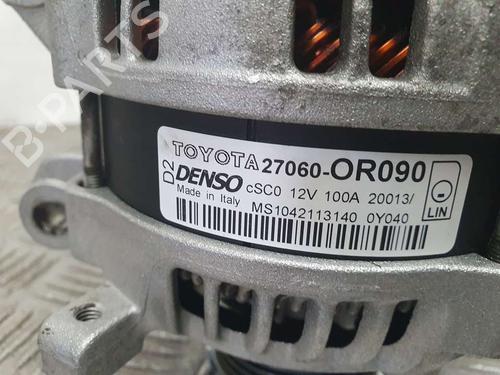 B-PARTS
D2
TOYOTA 27060-OR090
DENSO cSC0 12V 100A 20013/
Made in Italy MS1042113140 0Y040
LIN